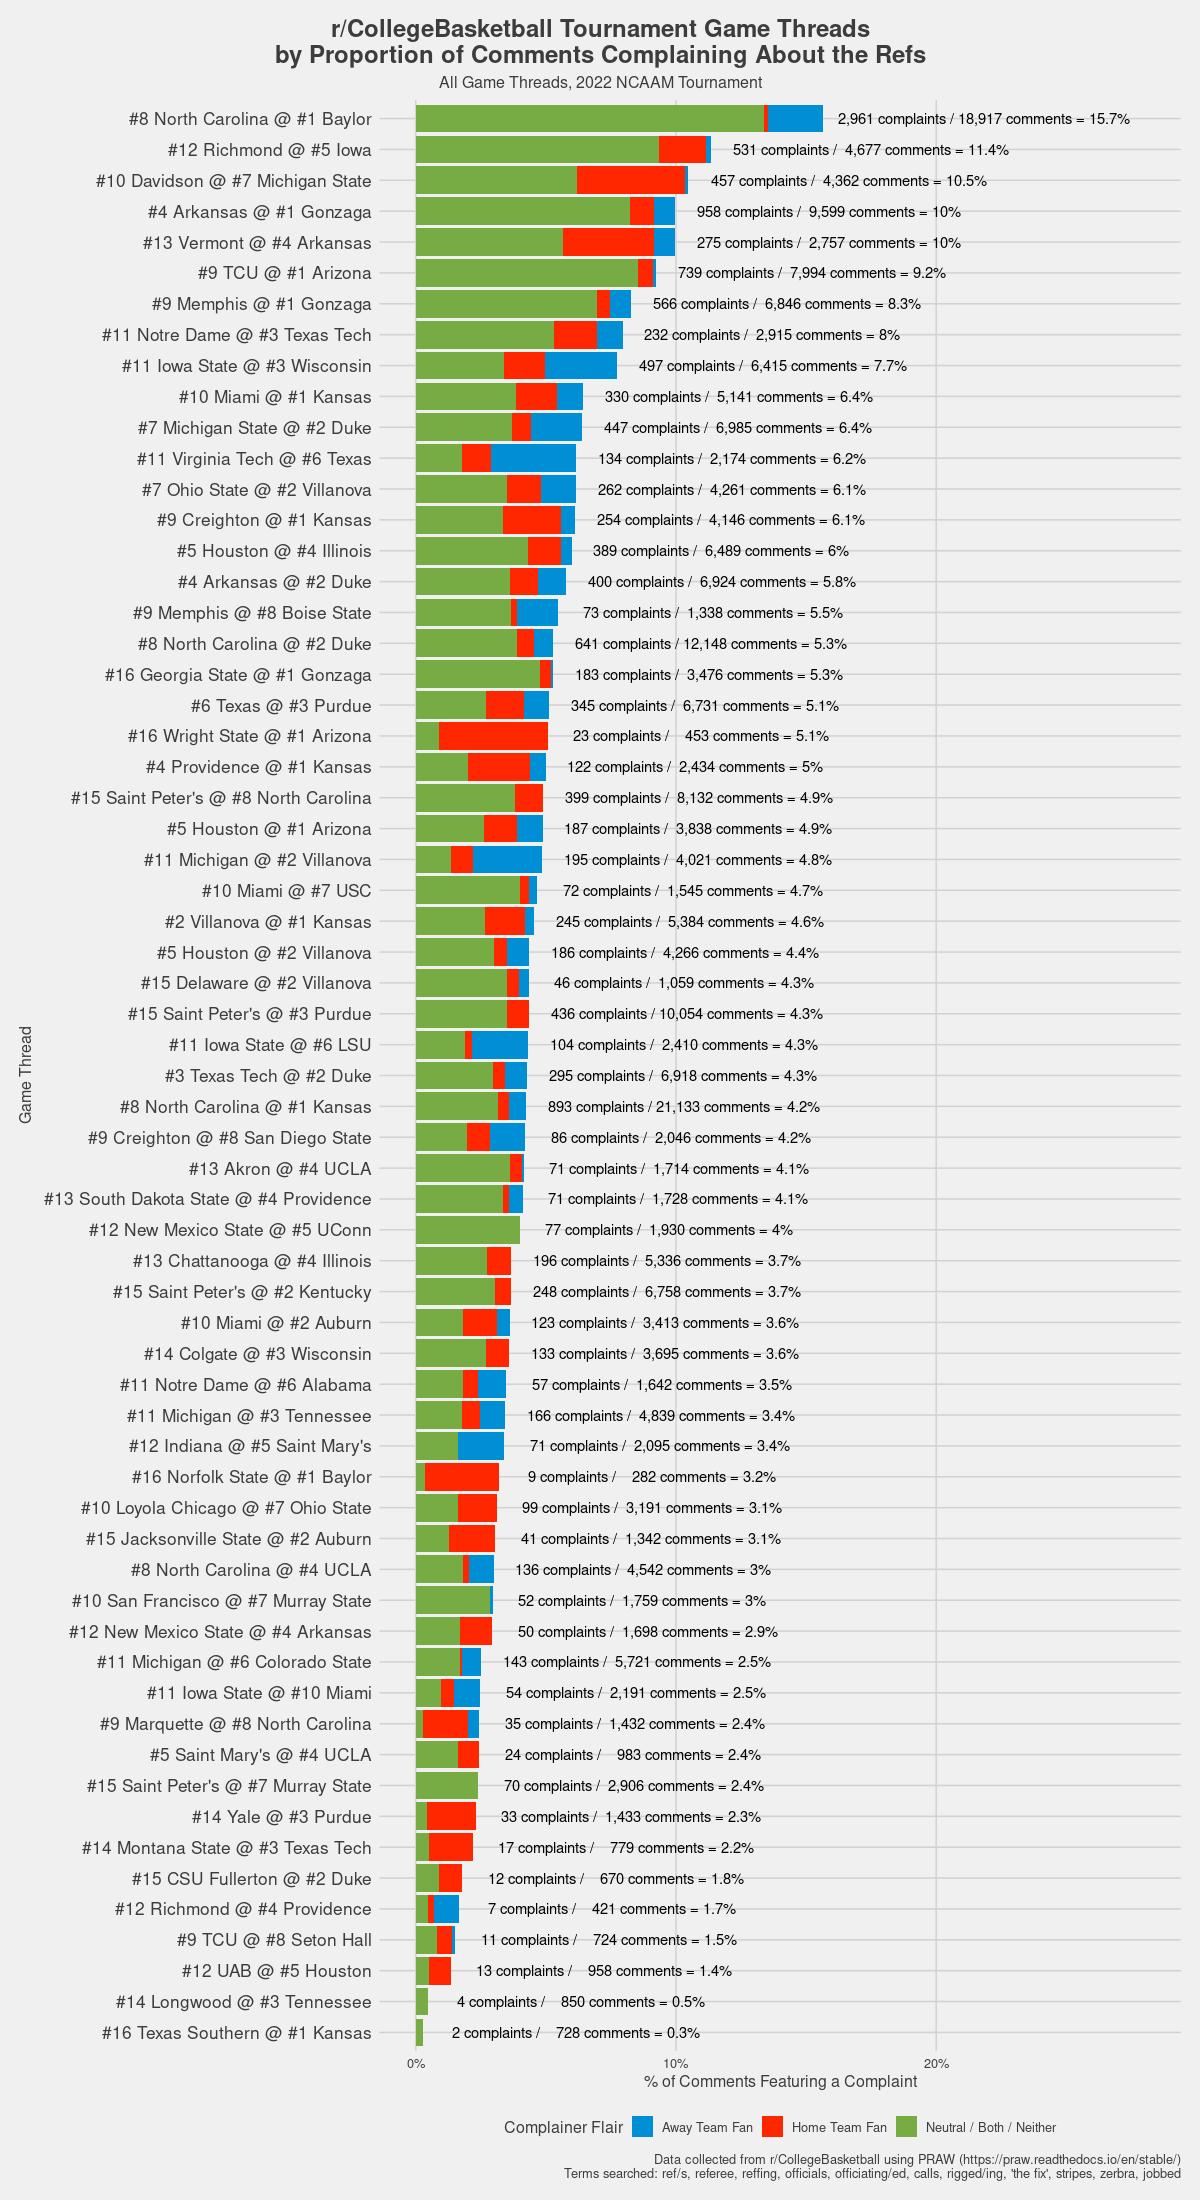 r/CollegeBasketball Tournament Game Threads
by Proportion of Comments Complaining About the Refs
All Game Threads, 2022 NCAAM Tournament
#8 North Carolina @ #1 Baylor 2,961 complaints / 18,917 comments = 15.7%
#12 Richmond @ #5 Iowa 531 complaints / 4,677 comments = 11.4%
#10 Davidson @ #7 Michigan State 457 complaints / 4,362 comments = 10.5%
#4 Arkansas @ #1 Gonzaga 958 complaints / 9,599 comments = 10%
#13 Vermont @ #4 Arkansas 275 complaints / 2,757 comments = 10%
#9 TCU @ #1 Arizona 739 complaints / 7,994 comments = 9.2%
#9 Memphis @ #1 Gonzaga 566 complaints / 6,846 comments = 8.3%
#11 Notre Dame @ #3 Texas Tech 232 complaints / 2,915 comments = 8%
#11 Iowa State @ #3 Wisconsin 497 complaints / 6,415 comments = 7.7%
#10 Miami @ #1 Kansas 330 complaints / 5,141 comments = 6.4%
#7 Michigan State @ #2 Duke 447 complaints / 6,985 comments = 6.4%
#11 Virginia Tech @ #6 Texas 134 complaints / 2,174 comments = 6.2%
#7 Ohio State @ #2 Villanova 262 complaints / 4,261 comments = 6.1%
#9 Creighton @ #1 Kansas 254 complaints / 4,146 comments = 6.1%
#5 Houston @ #4 Illinois 389 complaints / 6,489 comments = 6%
#4 Arkansas @ #2 Duke 400 complaints / 6,924 comments = 5.8%
#9 Memphis @ #8 Boise State 73 complaints / 1,338 comments = 5.5%
#8 North Carolina @ #2 Duke 641 complaints / 12,148 comments = 5.3%
#16 Georgia State @ #1 Gonzaga 183 complaints / 3,476 comments = 5.3%
#6 Texas @ #3 Purdue 345 complaints / 6,731 comments = 5.1%
#16 Wright State @ #1 Arizona 23 complaints / 453 comments = 5.1%
#4 Providence @ #1 Kansas 122 complaints / 2,434 comments = 5%
#15 Saint Peter's @ #8 North Carolina 399 complaints / 8,132 comments = 4.9%
#5 Houston @ #1 Arizona 187 complaints / 3,838 comments = 4.9%
#11 Michigan @ #2 Villanova 195 complaints / 4,021 comments = 4.8%
#10 Miami @ #7 USC 72 complaints / 1,545 comments = 4.7%
#2 Villanova @ #1 Kansas 245 complaints / 5,384 comments = 4.6%
#5 Houston @ #2 Villanova 186 complaints / 4,266 comments = 4.4%
#15 Delaware @ #2 Villanova 46 complaints / 1,059 comments = 4.3%
#15 Saint Peter's @ #3 Purdue 436 complaints / 10,054 comments = 4.3%
#11 Iowa State @ #6 LSU 104 complaints / 2,410 comments = 4.3%
#3 Texas Tech @ #2 Duke 295 complaints / 6,918 comments = 4.3%
#8 North Carolina @ #1 Kansas 893 complaints / 21,133 comments = 4.2%
#9 Creighton @ #8 San Diego State 86 complaints / 2,046 comments = 4.2%
#13 Akron @ #4 UCLA 71 complaints / 1,714 comments = 4.1%
#13 South Dakota State @ #4 Providence 71 complaints / 1,728 comments = 4.1%
#12 New Mexico State @ #5 UConn 77 complaints / 1,930 comments = 4%
#13 Chattanooga @ #4 Illinois 196 complaints / 5,336 comments = 3.7%
#15 Saint Peter's @ #2 Kentucky 248 complaints / 6,758 comments = 3.7%
#10 Miami @ #2 Auburn 123 complaints / 3,413 comments = 3.6%
#14 Colgate @ #3 Wisconsin 133 complaints / 3,695 comments = 3.6%
#11 Notre Dame @ #6 Alabama 57 complaints / 1,642 comments = 3.5%
#11 Michigan @ #3 Tennessee 166 complaints / 4,839 comments = 3.4%
#12 Indiana @ #5 Saint Mary's 71 complaints / 2,095 comments = 3.4%
#16 Norfolk State @ #1 Baylor 9 complaints / 282 comments = 3.2%
#10 Loyola Chicago @ #7 Ohio State 99 complaints / 3,191 comments = 3.1%
#15 Jacksonville State @ #2 Auburn 41 complaints / 1,342 comments = 3.1%
#8 North Carolina @ #4 UCLA 136 complaints / 4,542 comments = 3%
#10 San Francisco @ #7 Murray State 52 complaints / 1,759 comments = 3%
#12 New Mexico State @ #4 Arkansas 50 complaints / 1,698 comments = 2.9%
#11 Michigan @ #6 Colorado State 143 complaints / 5,721 comments = 2.5%
#11 Iowa State @ #10 Miami 54 complaints / 2,191 comments = 2.5%
#9 Marquette @ #8 North Carolina 35 complaints / 1,432 comments = 2.4%
#5 Saint Mary's @ #4 UCLA 24 complaints / 983 comments = 2.4%
#15 Saint Peter's @ #7 Murray State 70 complaints / 2,906 comments = 2.4%
#14 Yale @ #3 Purdue 33 complaints / 1,433 comments = 2.3%
#14 Montana State @ #3 Texas Tech 17 complaints / 779 comments = 2.2%
#15 CSU Fullerton @ #2 Duke 12 complaints / 670 comments = 1.8%
#12 Richmond @ #4 Providence 7 complaints / 421 comments = 1.7%
#9 TCU @ #8 Seton Hall 11 complaints / 724 comments = 1.5%
#12 UAB @ #5 Houston 13 complaints / 958 comments = 1.4%
#14 Longwood @ #3 Tennessee 4 complaints / 850 comments = 0.5%
#16 Texas Southern @ #1 Kansas 2 complaints / 728 comments = 0.3%
Game Thread
0% 10% 20%
% of Comments Featuring a Complaint
Complainer Flair Away Team Fan Home Team Fan Neutral / Both / Neither
Data collected from r/CollegeBasketball using PRAW (https://praw.readthedocs.io/en/stable/)
Terms searched: ref/s, referee, reffing, officials, officiating/ed, calls, rigged/ing, 'the fix', stripes, zerbra, jobbed